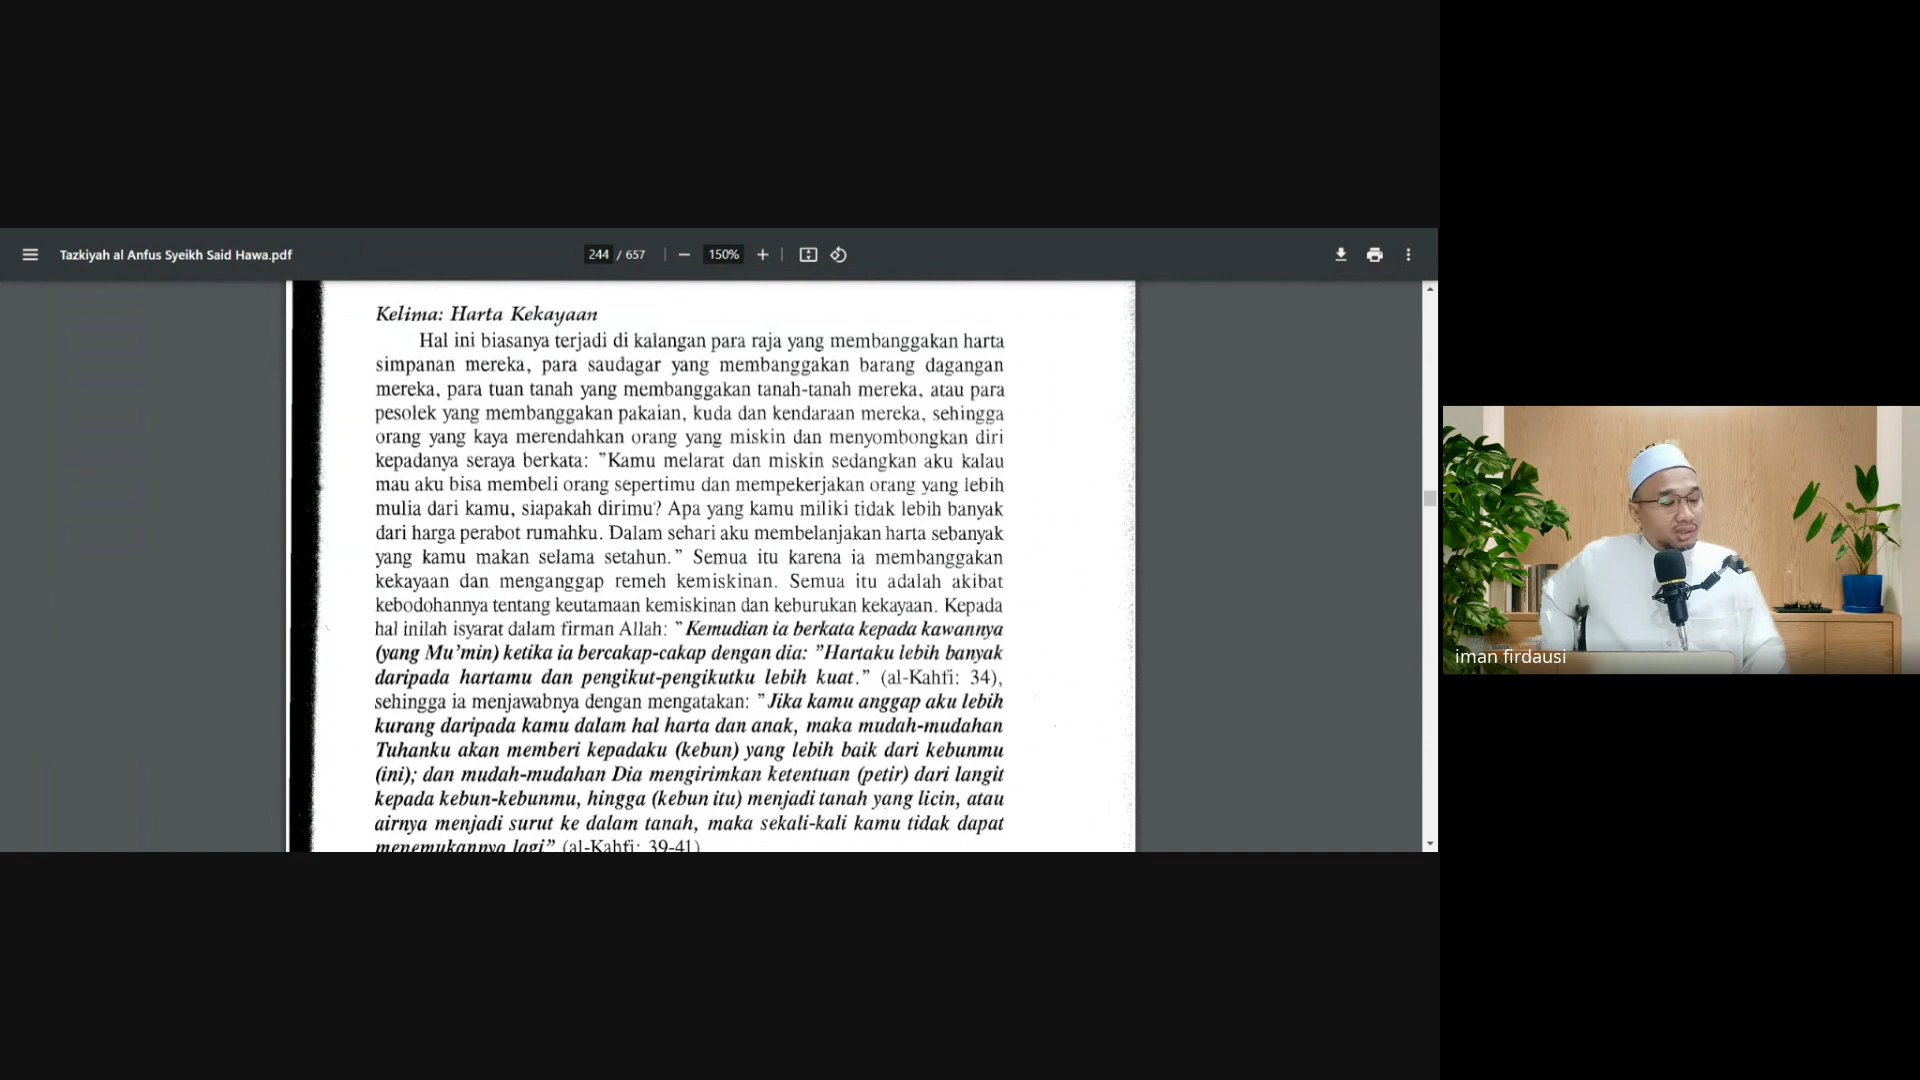 Tazkiyah al Anfus Syeikh Said Hawa.pdf
244 / 657
150%
Kelima: Harta Kekayaan
Hal ini biasanya terjadi di kalangan para raja yang membanggakan harta
simpanan mereka, para saudagar yang membanggakan barang dagangan
mereka, para tuan tanah yang membanggakan tanah-tanah mereka, atau para
pesolek yang membanggakan pakaian, kuda dan kendaraan mereka, sehingga
orang yang kaya merendahkan orang yang miskin dan menyombongkan diri
kepadanya seraya berkata: "Kamu melarat dan miskin sedangkan aku kalau
mau aku bisa membeli orang sepertimu dan mempekerjakan orang yang lebih
mulia dari kamu, siapakah dirimu? Apa yang kamu miliki tidak lebih banyak
dari harga perabot rumahku. Dalam sehari aku membelanjakan harta sebanyak
yang kamu makan selama setahun." Semua itu karena ia membanggakan
kekayaan dan menganggap remeh kemiskinan. Semua itu adalah akibat
kebodohannya tentang keutamaan kemiskinan dan keburukan kekayaan. Kepada
hal inilah isyarat dalam firman Allah: "Kemudian ia berkata kepada kawannya
(yang Mu'min) ketika ia bercakap-cakap dengan dia: "Hartaku lebih banyak
daripada hartamu dan pengikut-pengikutku lebih kuat." (al-Kahfi: 34),
sehingga ia menjawabnya dengan mengatakan: "Jika kamu anggap aku lebih
kurang daripada kamu dalam hal harta dan anak, maka mudah-mudahan
Tuhanku akan memberi kepadaku (kebun) yang lebih baik dari kebunmu
(ini); dan mudah-mudahan Dia mengirimkan ketentuan (petir) dari langit
kepada kebun-kebunmu, hingga (kebun itu) menjadi tanah yang licin, atau
airnya menjadi surut ke dalam tanah, maka sekali-kali kamu tidak dapat
menemukannya lagi" (al-Kahfi: 39-41)
iman firdausi